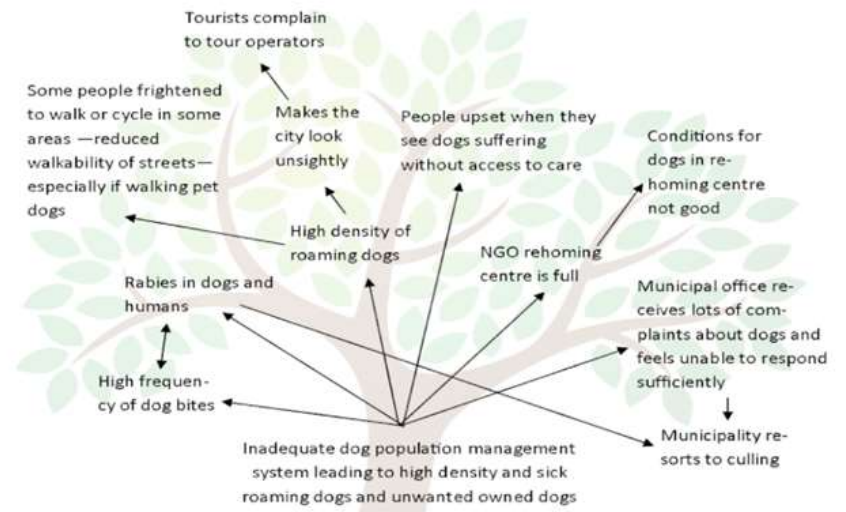 Tourists complain
to tour operators
Some people frightened
to walk or cycle in some
areas —reduced
walkability of streets—
especially if walking pet
dogs
Makes the
city look
unsightly
People upset when they
see dogs suffering
without access to care
Conditions for
dogs in re-
homing centre
not good
High density of
roaming dogs
NGO rehoming
centre is full
Rabies in dogs and
humans
Municipal office re-
ceives lots of com-
plaints about dogs and
feels unable to respond
sufficiently
High frequen-
cy of dog bites
Municipality re-
sorts to culling
Inadequate dog population management
system leading to high density and sick
roaming dogs and unwanted owned dogs